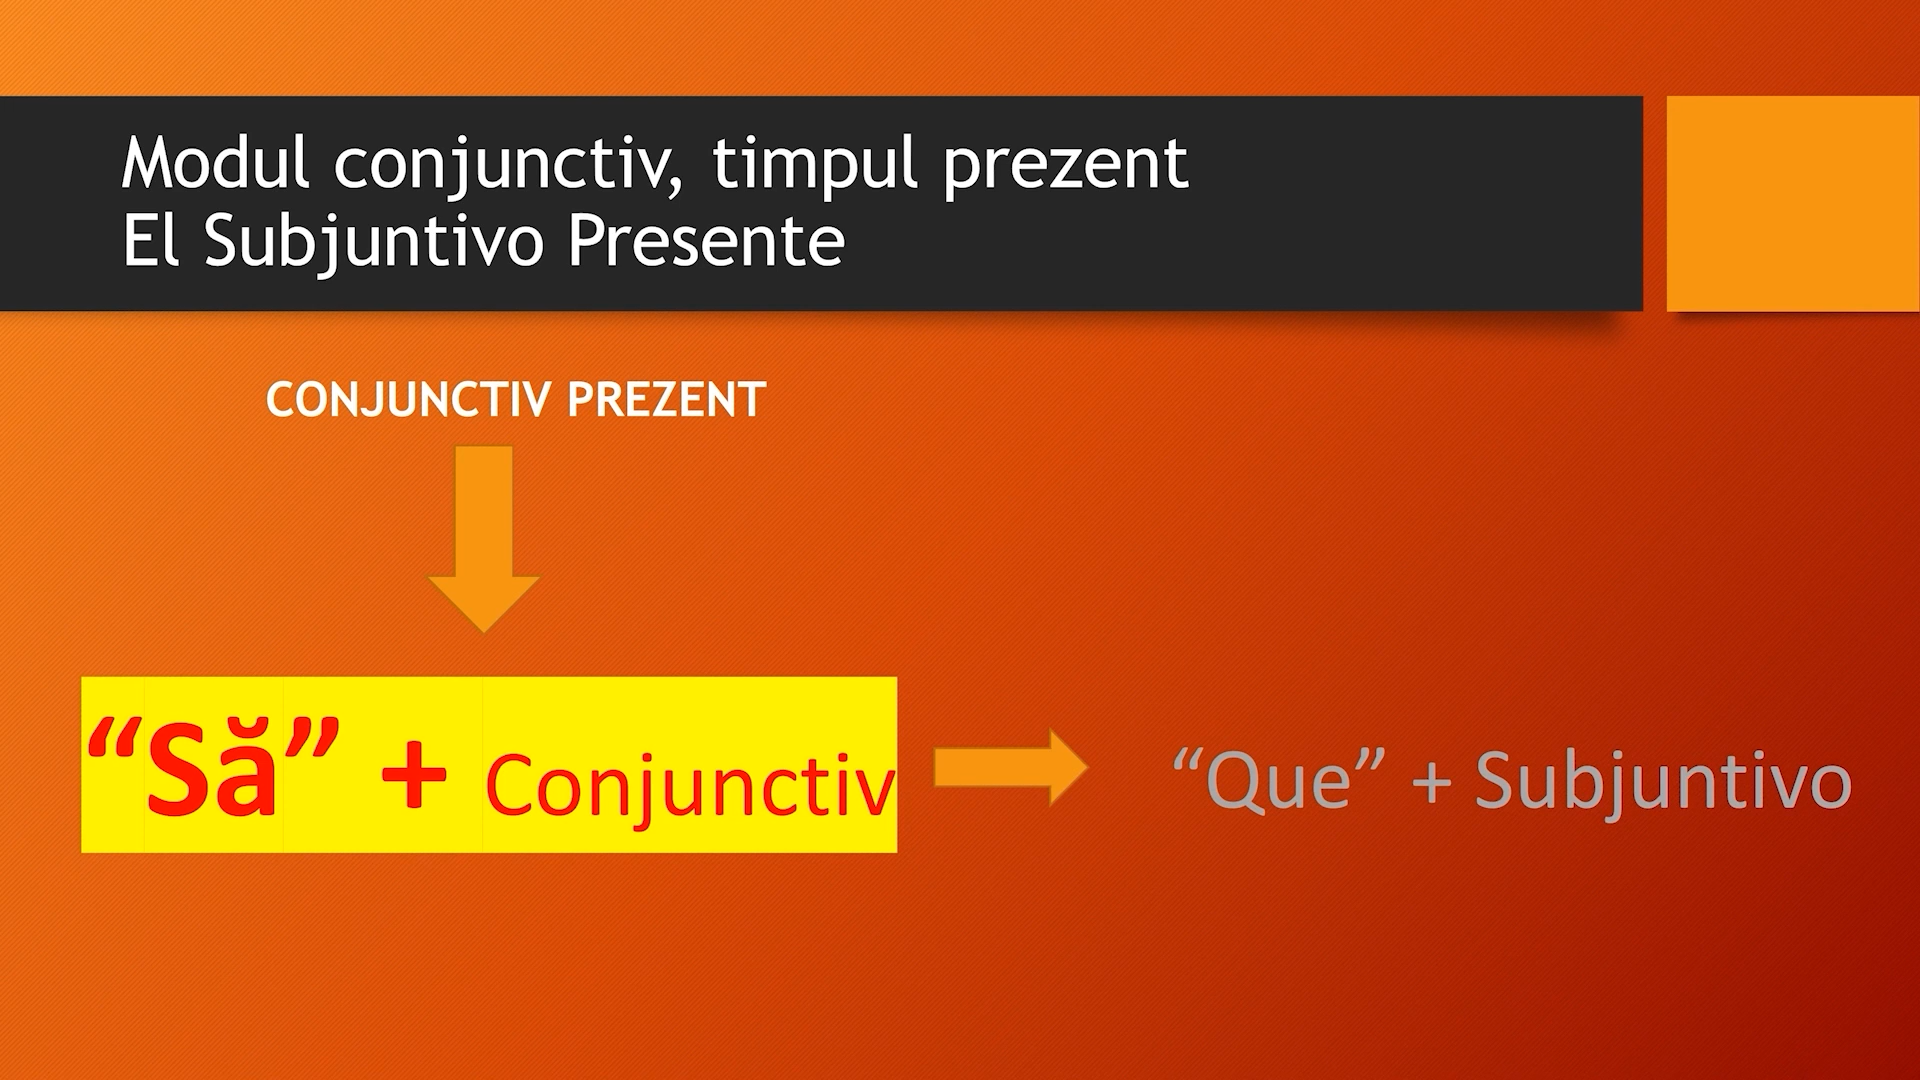 Modul conjunctiv, timpul prezent
El Subjuntivo Presente
CONJUNCTIV PREZENT
“Să” + Conjunctiv
“Que” + Subjuntivo